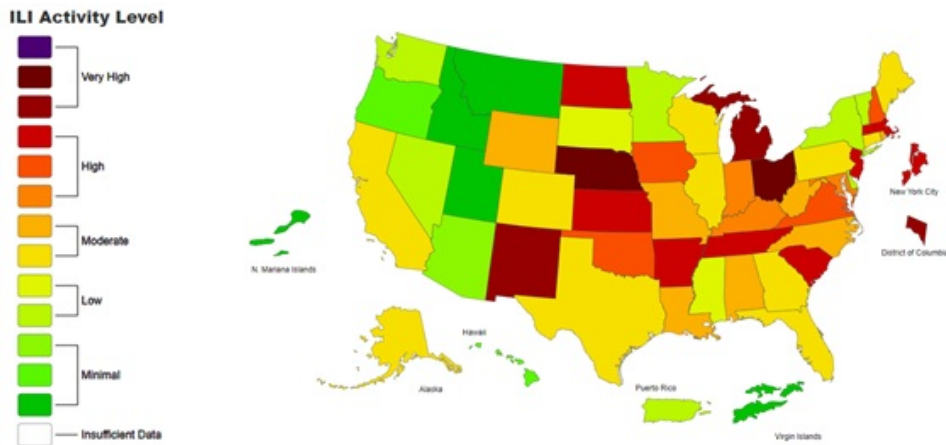 ILI Activity Level
Very High
High
Moderate
Low
Minimal
Insufficient Data
New York City
District of Columbia
N. Mariana Islands
Hawaii
Alaska
Puerto Rico
Virgin Islands